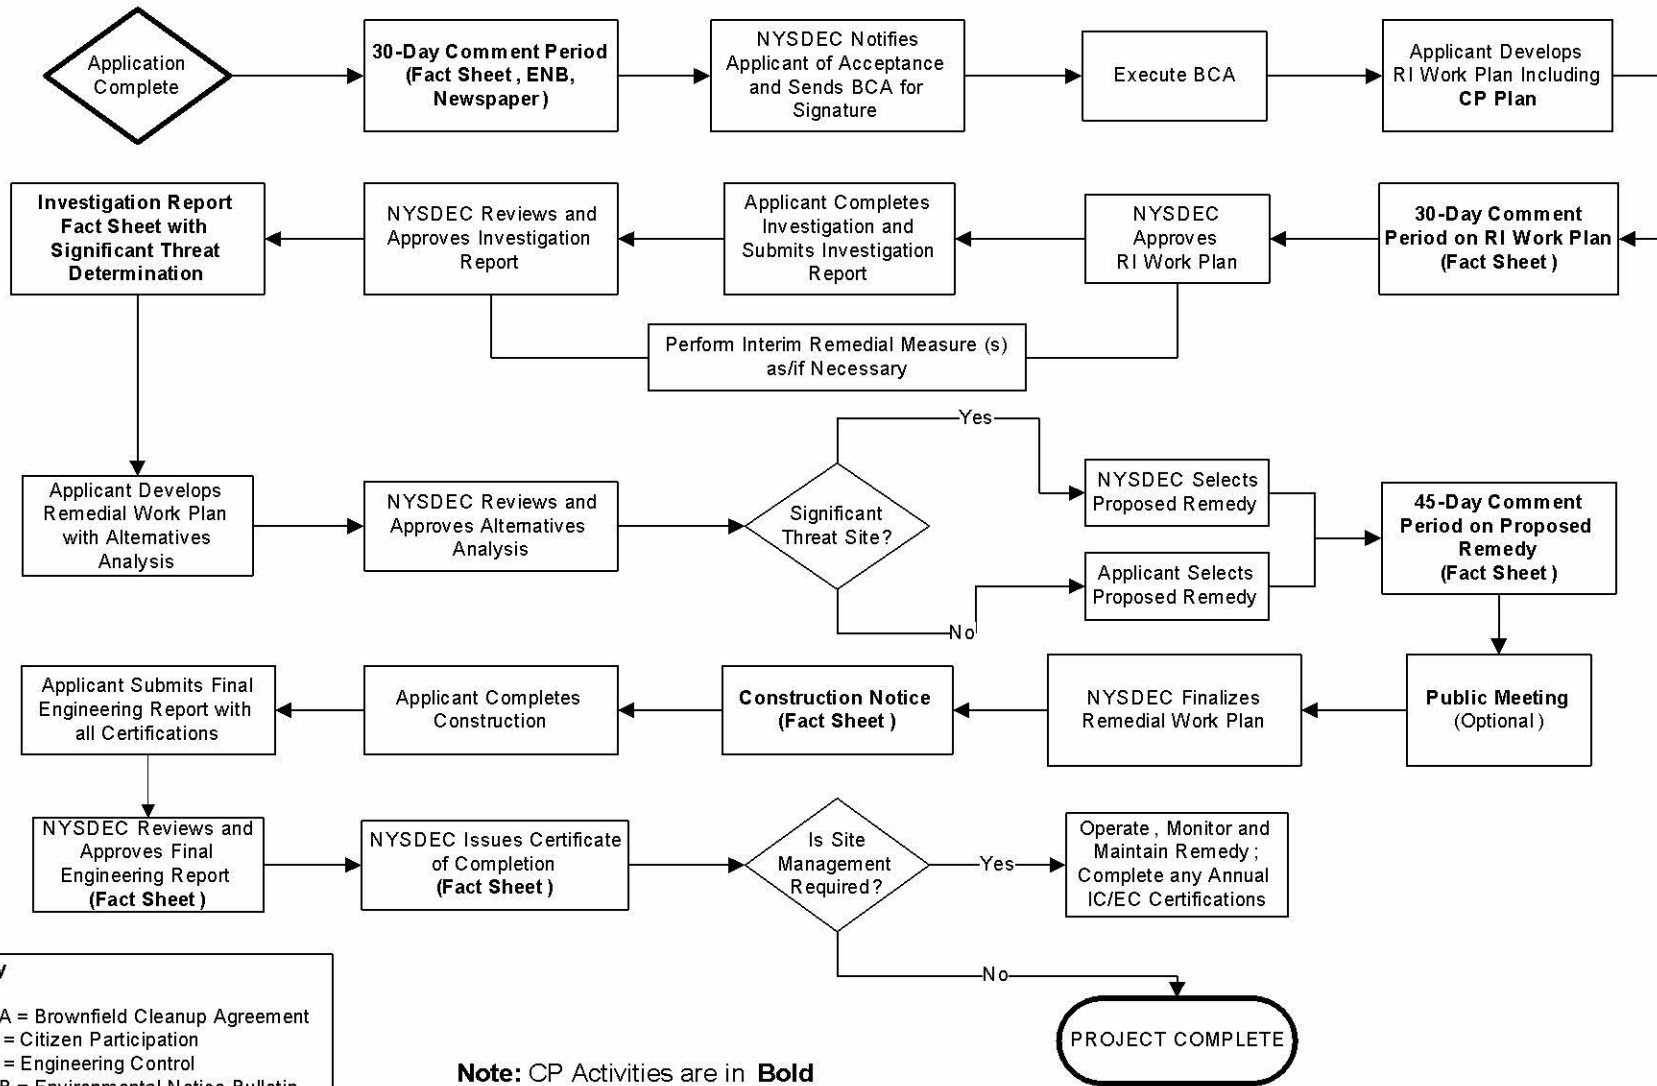 Application
Complete
30-Day Comment Period
(Fact Sheet, ENB,
Newspaper)
NYSDEC Notifies
Applicant of Acceptance
and Sends BCA for
Signature
Execute BCA
Applicant Develops
RI Work Plan Including
CP Plan
Investigation Report
Fact Sheet with
Significant Threat
Determination
NYSDEC Reviews and
Approves Investigation
Report
Applicant Completes
Investigation and
Submits Investigation
Report
NYSDEC
Approves
RI Work Plan
30-Day Comment
Period on RI Work Plan
(Fact Sheet)
Perform Interim Remedial Measure (s)
as/if Necessary
Applicant Develops
Remedial Work Plan
with Alternatives
Analysis
NYSDEC Reviews and
Approves Alternatives
Analysis
Significant
Threat Site?
Yes
No
NYSDEC Selects
Proposed Remedy
Applicant Selects
Proposed Remedy
45-Day Comment
Period on Proposed
Remedy
(Fact Sheet)
Applicant Submits Final
Engineering Report with
all Certifications
Applicant Completes
Construction
Construction Notice
(Fact Sheet)
NYSDEC Finalizes
Remedial Work Plan
Public Meeting
(Optional)
NYSDEC Reviews and
Approves Final
Engineering Report
(Fact Sheet)
NYSDEC Issues Certificate
of Completion
(Fact Sheet)
Is Site
Management
Required?
Yes
Operate, Monitor and
Maintain Remedy;
Complete any Annual
IC/EC Certifications
No
PROJECT COMPLETE
y
A = Brownfield Cleanup Agreement
= Citizen Participation
= Engineering Control
B = Environmental Notice Bulletin
Note: CP Activities are in Bold